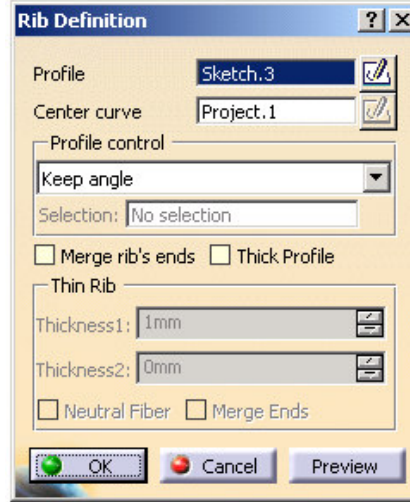 Rib Definition
Profile Sketch.3
Center curve Project.1
Profile control
Keep angle
Selection: No selection
Merge rib's ends Thick Profile
Thin Rib
Thickness1: 1mm
Thickness2: 0mm
Neutral Fiber Merge Ends
OK Cancel Preview